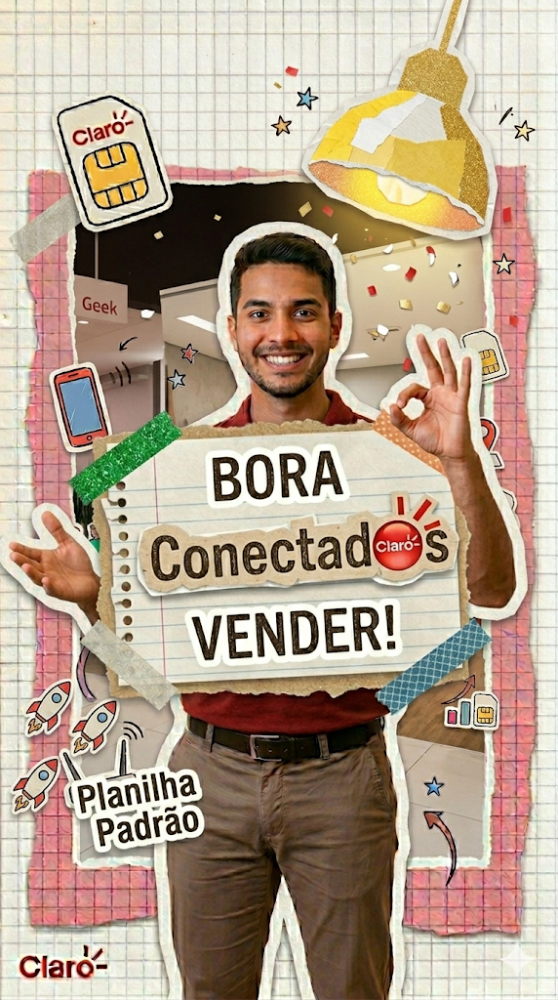 Claro
Geek
BORA
Conectados
Claro
VENDER!
Planilha
Padrão
Claro